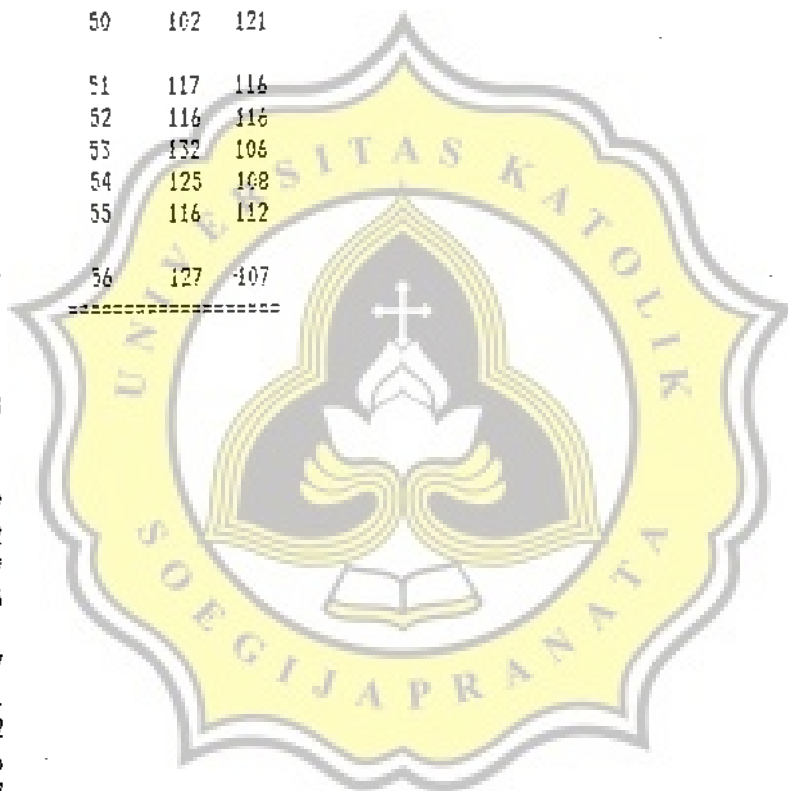 50 102 121
51 117 116
52 116 116
53 132 106
54 125 108
55 116 112
56 127 107
===================
UNIVERSITAS KATOLIK
SOEGIJAPRANATA